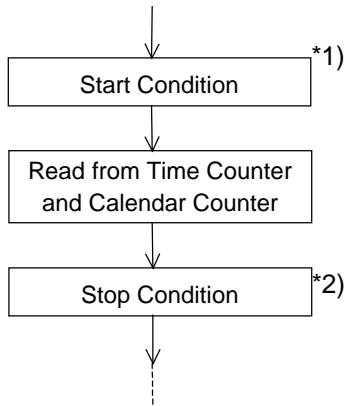 *1)
Start Condition
Read from Time Counter
and Calendar Counter
*2)
Stop Condition